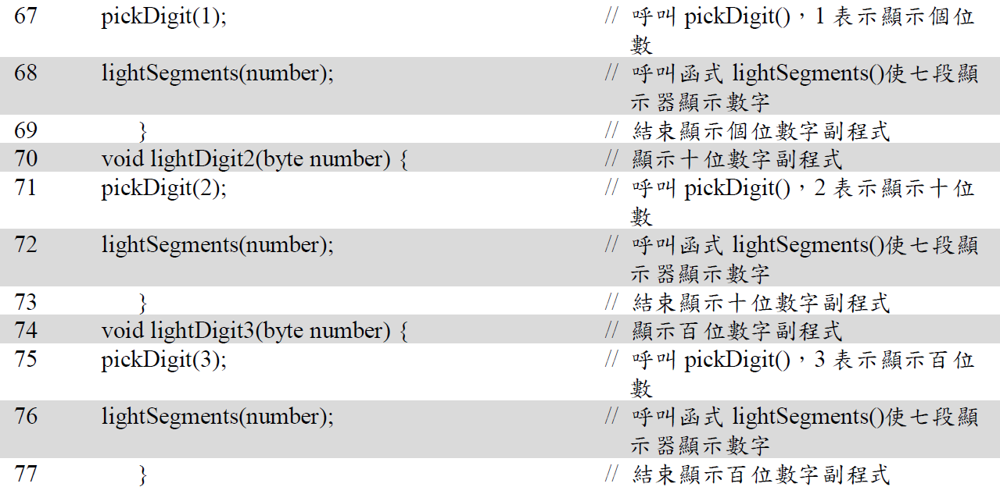 67 pickDigit(1); // 呼叫 pickDigit()，1 表示顯示個位
數
68 lightSegments(number); // 呼叫函式 lightSegments()使七段顯
示器顯示數字
69 } // 結束顯示個位數字副程式
70 void lightDigit2(byte number) { // 顯示十位數字副程式
71 pickDigit(2); // 呼叫 pickDigit()，2 表示顯示十位
數
72 lightSegments(number); // 呼叫函式 lightSegments()使七段顯
示器顯示數字
73 } // 結束顯示十位數字副程式
74 void lightDigit3(byte number) { // 顯示百位數字副程式
75 pickDigit(3); // 呼叫 pickDigit()，3 表示顯示百位
數
76 lightSegments(number); // 呼叫函式 lightSegments()使七段顯
示器顯示數字
77 } // 結束顯示百位數字副程式